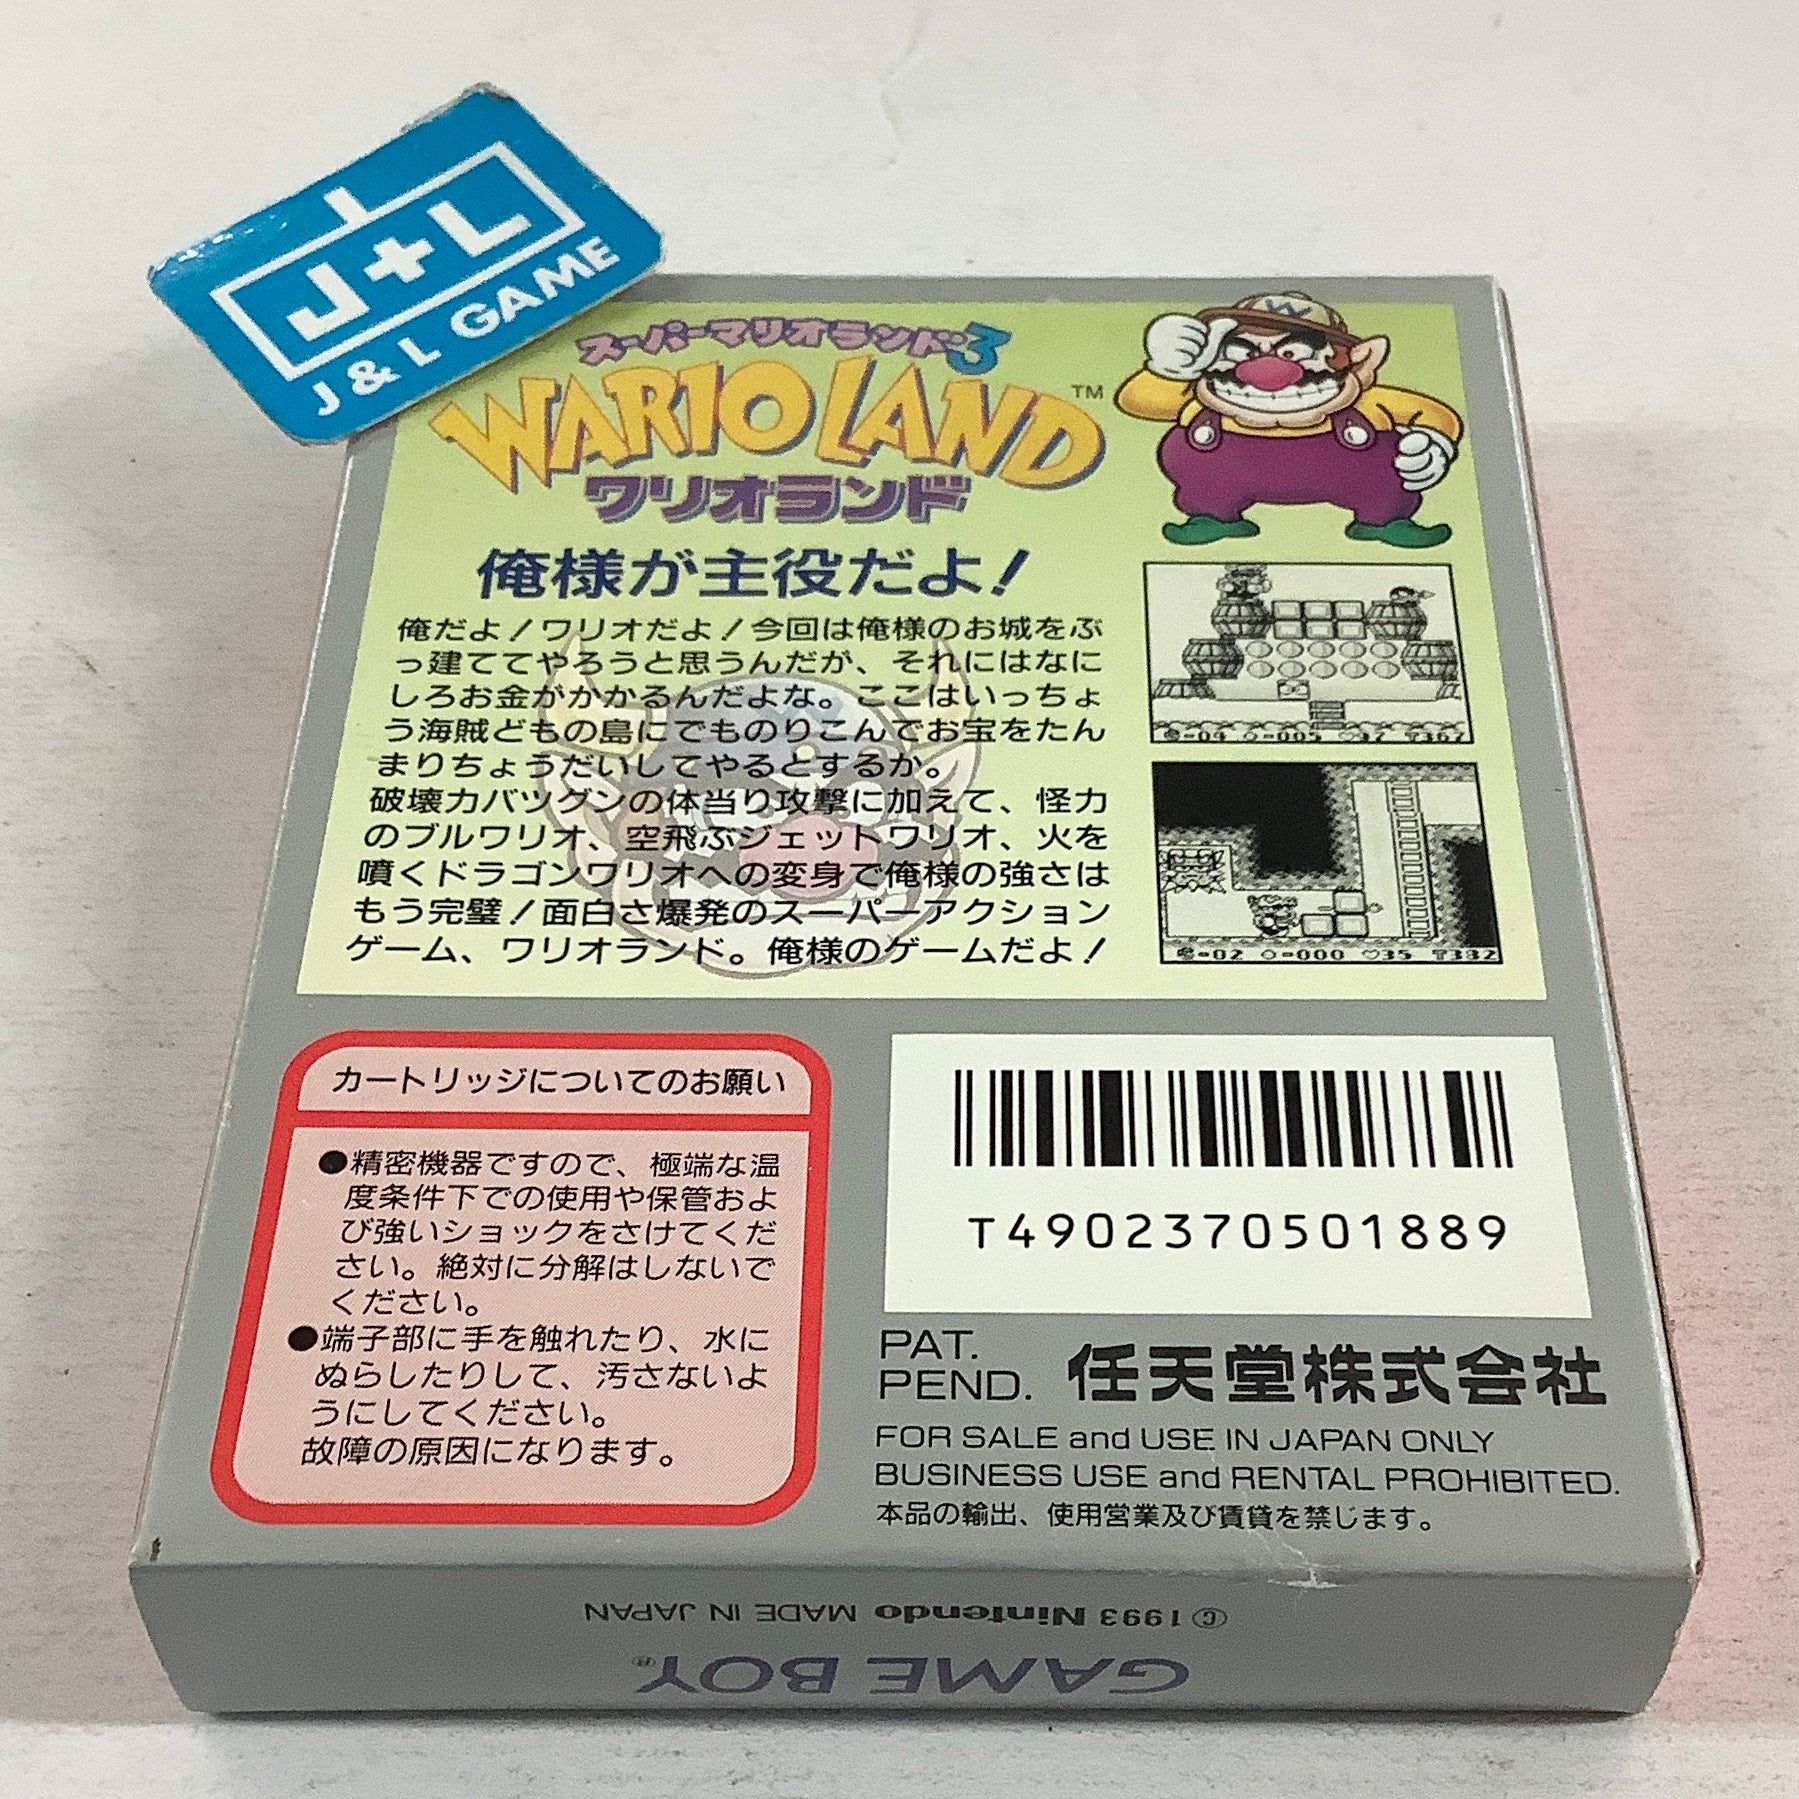 J+L
J & L GAME
スーパーマリオランド3
WARIO LAND™
ワリオランド
俺様が主役だよ！
俺だよ！ワリオだよ！今回は俺様のお城をぶ
っ建ててやろうと思うんだが、それにはなに
しろお金がかかるんだよな。ここはいっちょ
う海賊どもの島にでものりこんでお宝をたん
まりちょうだいしてやるとするか。
破壊力バツグンの体当り攻撃に加えて、怪力
のブルワリオ、空飛ぶジェットワリオ、火を
噴くドラゴンワリオへの変身で俺様の強さは
もう完璧！面白さ爆発のスーパーアクション
ゲーム、ワリオランド。俺様のゲームだよ！
=04 =005 ♡37 367
=02 =000 ♡35 382
カートリッジについてのお願い
●精密機器ですので、極端な温
度条件下での使用や保管およ
び強いショックをさけてくだ
さい。絶対に分解はしないで
ください。
●端子部に手を触れたり、水に
ぬらしたりして、汚さないよ
うにしてください。
故障の原因になります。
T4902370501889
PAT.
PEND. 任天堂株式会社
FOR SALE and USE IN JAPAN ONLY
BUSINESS USE and RENTAL PROHIBITED.
本品の輸出、使用営業及び賃貸を禁じます。
© 1993 Nintendo MADE IN JAPAN
GAME BOY®